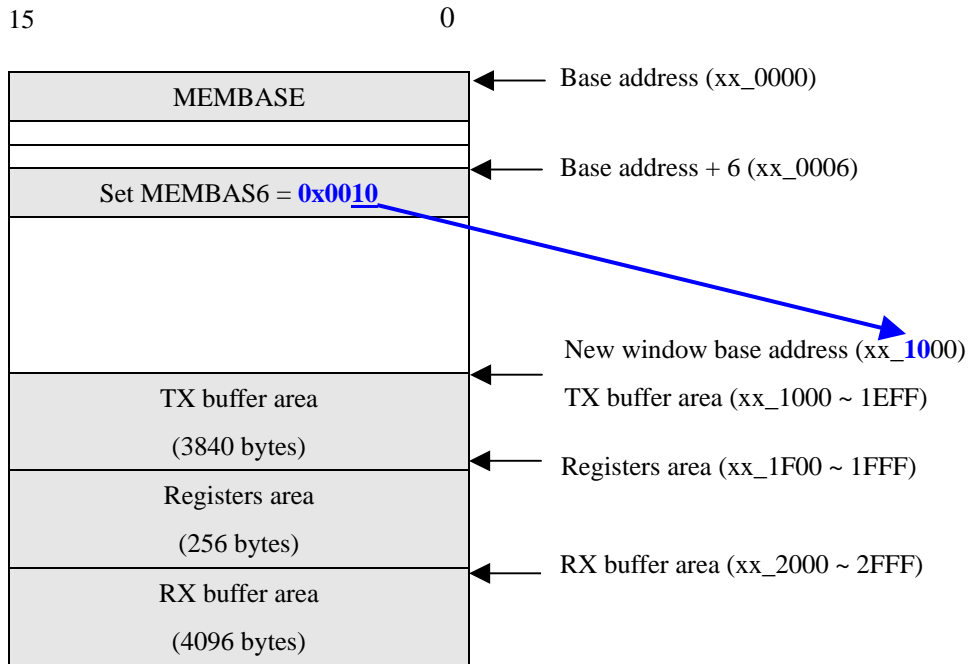 15 0
MEMBASE
Base address (xx_0000)
Base address + 6 (xx_0006)
Set MEMBAS6 = 0x0010
New window base address (xx_1000)
TX buffer area
(3840 bytes)
TX buffer area (xx_1000 ~ 1EFF)
Registers area (xx_1F00 ~ 1FFF)
Registers area
(256 bytes)
RX buffer area (xx_2000 ~ 2FFF)
RX buffer area
(4096 bytes)